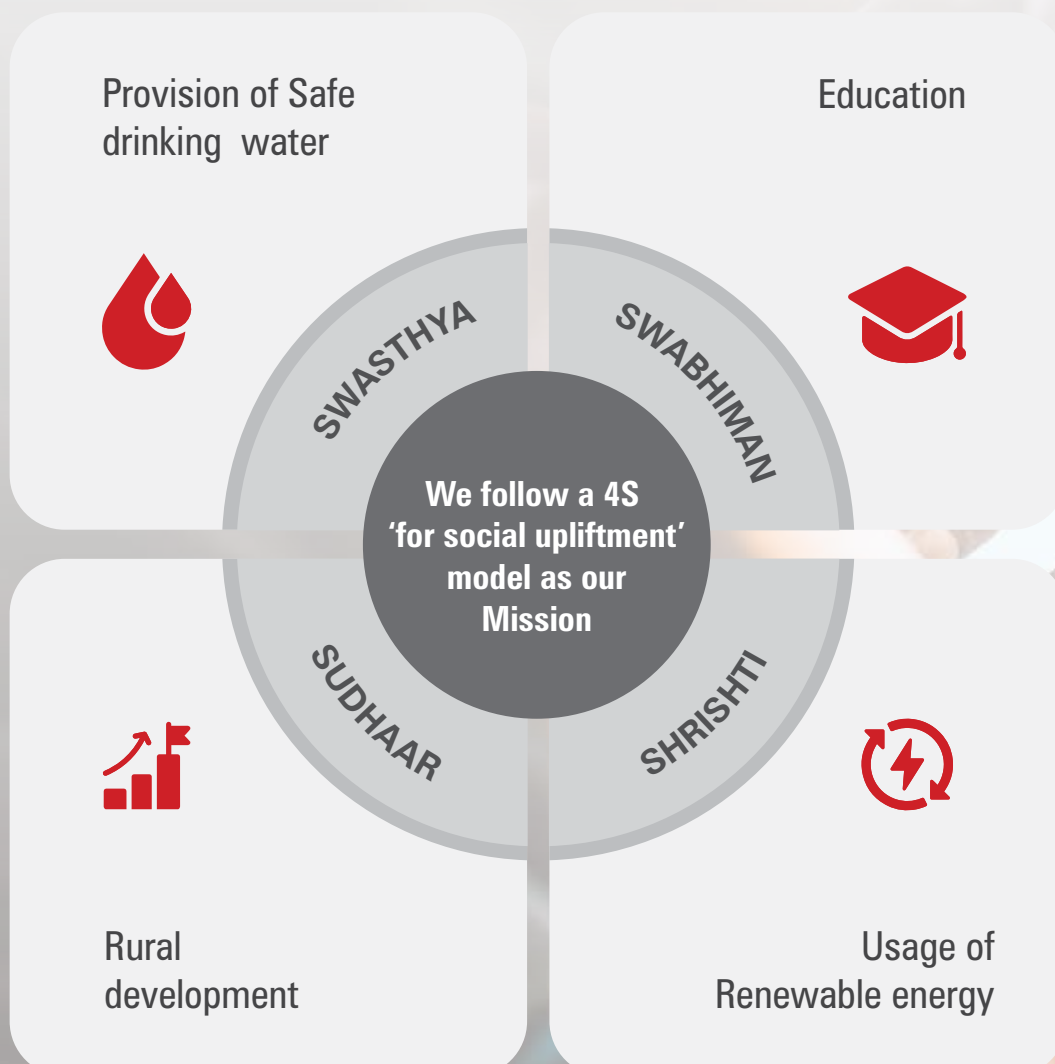 Provision of Safe
drinking water
Education
SWASTHYA
SWABHIMAN
We follow a 4S
‘for social upliftment’
model as our
Mission
SUDHAAR
SHRISHTI
Rural
development
Usage of
Renewable energy